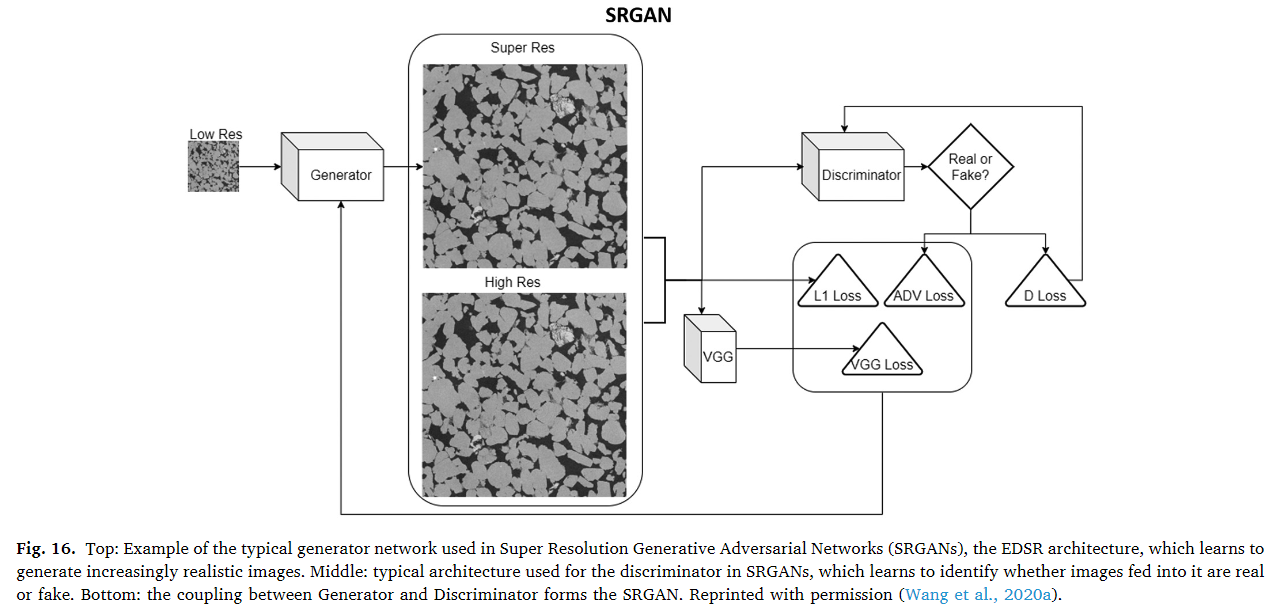 SRGAN
Super Res
Low Res
Generator
High Res
Discriminator
Real or
Fake?
L1 Loss
ADV Loss
D Loss
VGG
VGG Loss
Fig. 16. Top: Example of the typical generator network used in Super Resolution Generative Adversarial Networks (SRGANs), the EDSR architecture, which learns to
generate increasingly realistic images. Middle: typical architecture used for the discriminator in SRGANs, which learns to identify whether images fed into it are real
or fake. Bottom: the coupling between Generator and Discriminator forms the SRGAN. Reprinted with permission (Wang et al., 2020a).